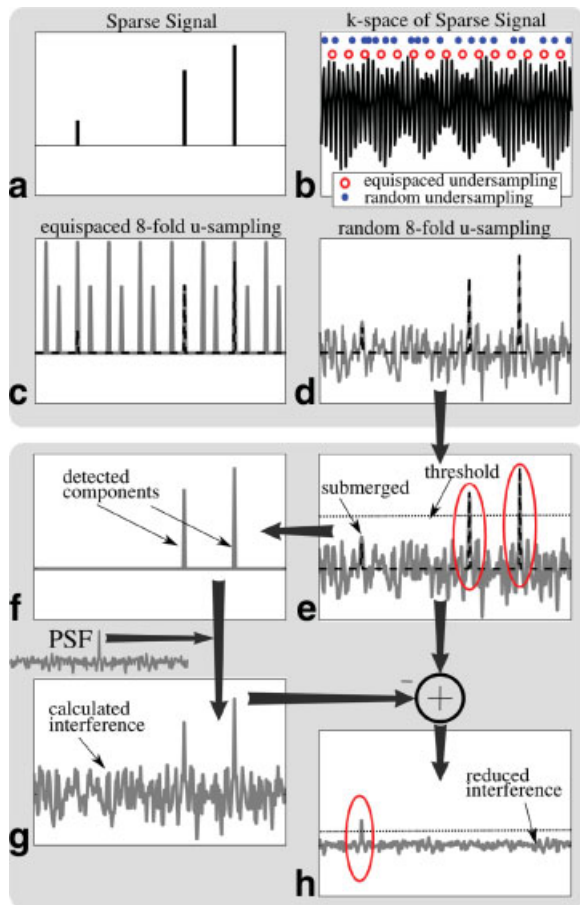 Sparse Signal
k-space of Sparse Signal
a
b
equispaced undersampling
random undersampling
equispaced 8-fold u-sampling
random 8-fold u-sampling
c
d
detected
components
submerged
threshold
f
e
PSF
calculated
interference
−
+
reduced
interference
g
h